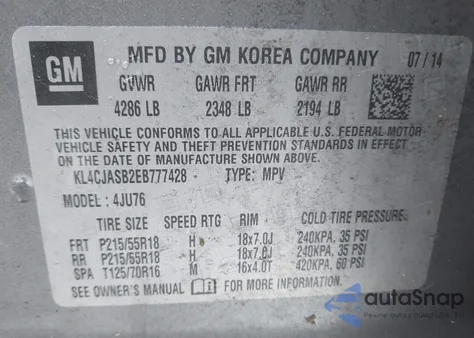 GM
MFD BY GM KOREA COMPANY 07/14
GVWR GAWR FRT GAWR RR
4286 LB 2348 LB 2194 LB
THIS VEHICLE CONFORMS TO ALL APPLICABLE U.S. FEDERAL MOTOR
VEHICLE SAFETY AND THEFT PREVENTION STANDARDS IN EFFECT ON
THE DATE OF MANUFACTURE SHOWN ABOVE.
KL4CJASB2EB777428 TYPE: MPV
MODEL: 4JU76
TIRE SIZE SPEED RTG RIM COLD TIRE PRESSURE
FRT P215/55R18 H 18x7.0J 240KPA, 35 PSI
RR P215/55R18 H 18x7.0J 240KPA, 35 PSI
SPA T125/70R16 M 16x4.0T 420KPA, 60 PSI
SEE OWNER'S MANUAL FOR MORE INFORMATION.
autoSnap